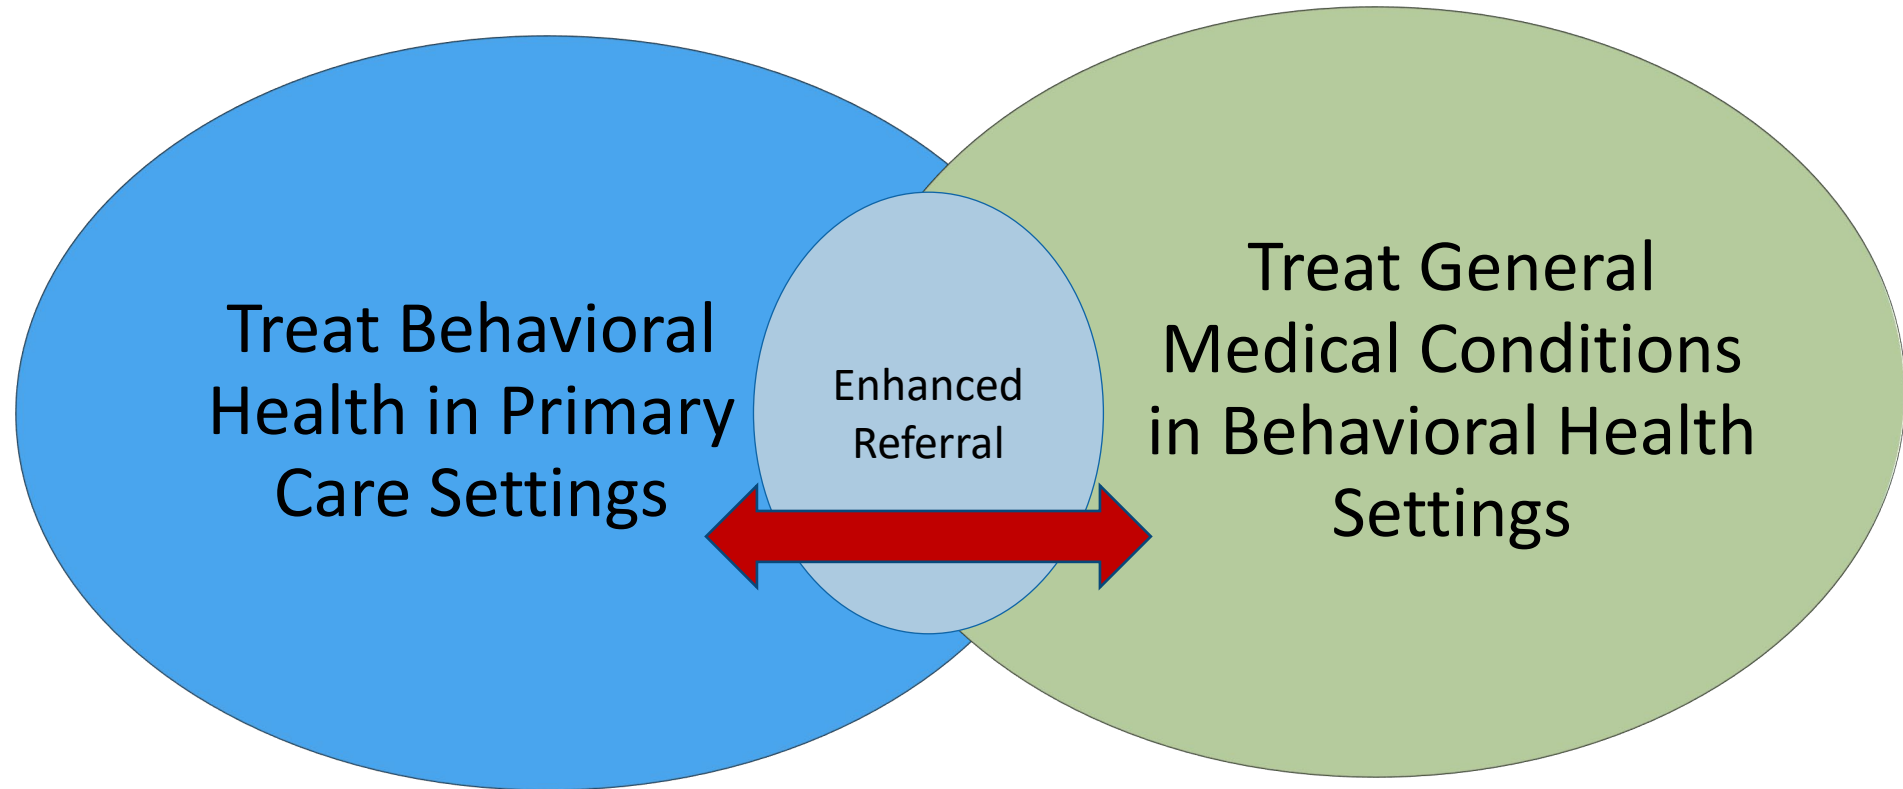 Treat Behavioral
Health in Primary
Care Settings
Enhanced
Referral
Treat General
Medical Conditions
in Behavioral Health
Settings